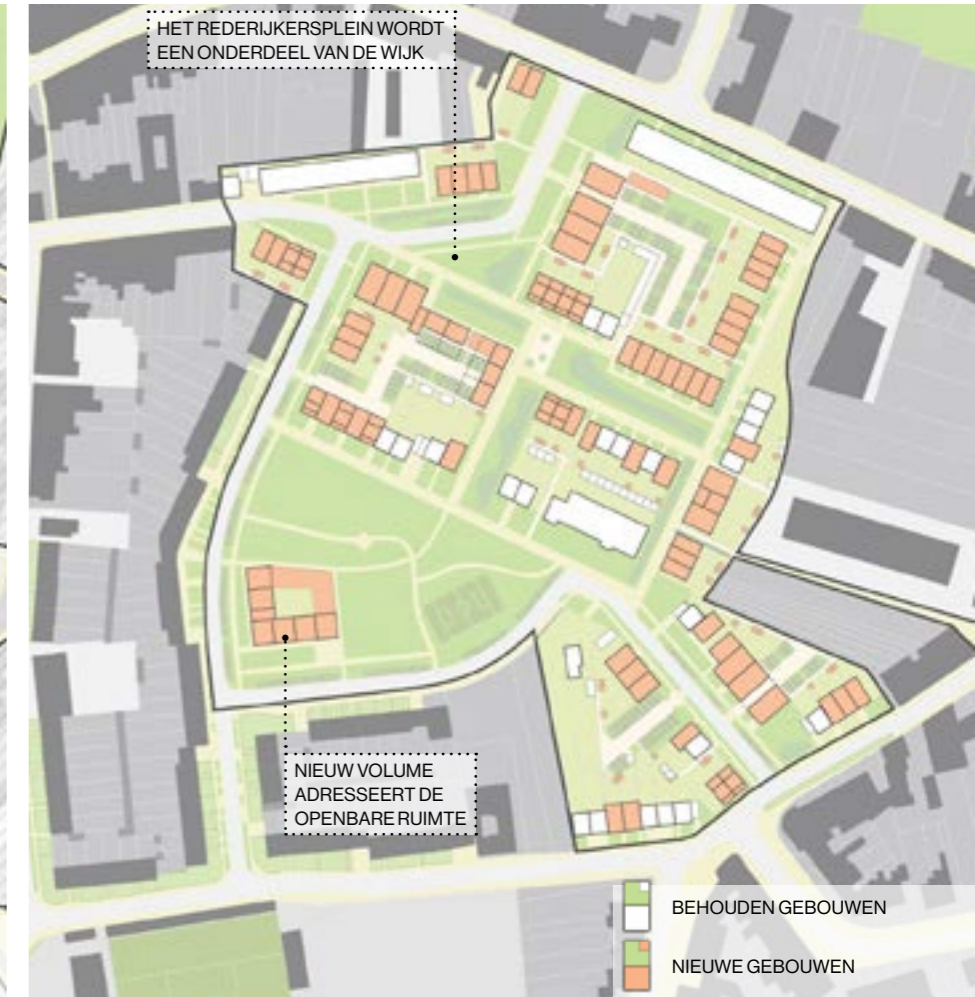 HET REDERIJKERSPLEIN WORDT
EEN ONDERDEEL VAN DE WIJK
NIEUW VOLUME
ADRESSEERT DE
OPENBARE RUIMTE
BEHOUDEN GEBOUWEN
NIEUWE GEBOUWEN